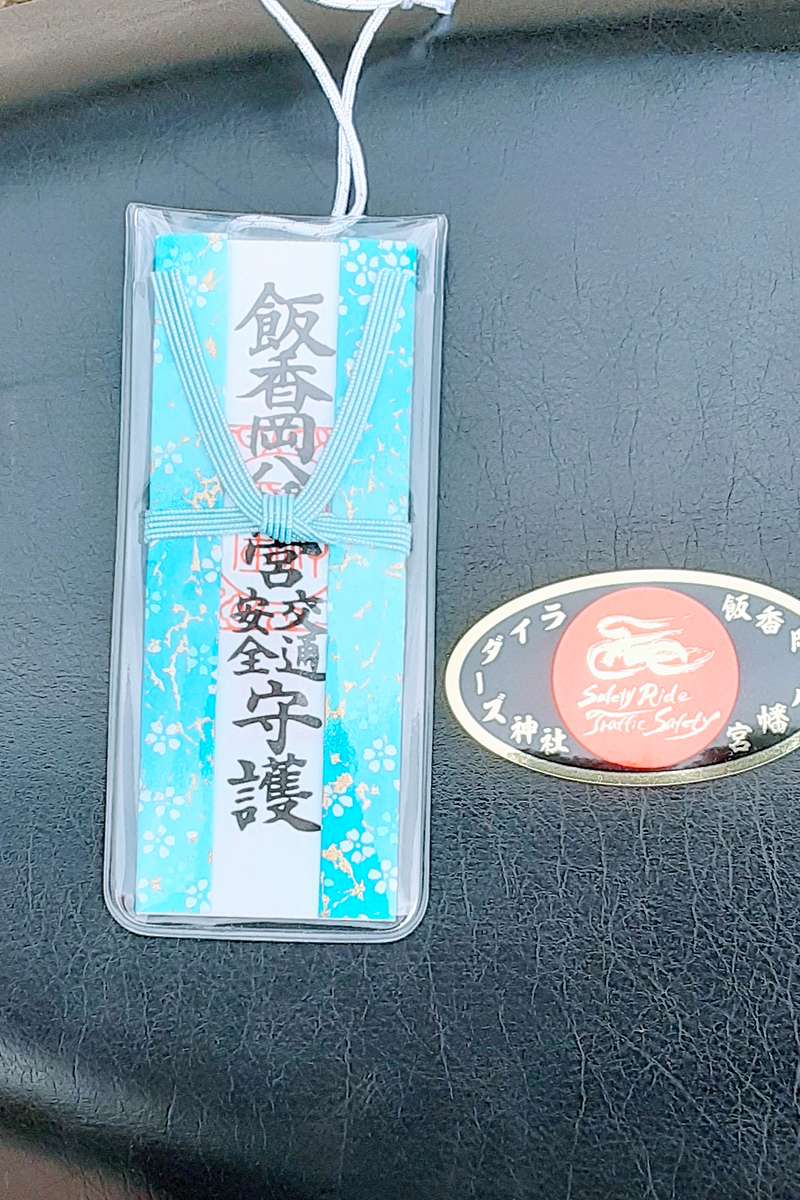 飯香岡八
宮
交通
安全
守護
ライダーズ神社
飯香
幡宮
Safety Ride
Traffic Safety